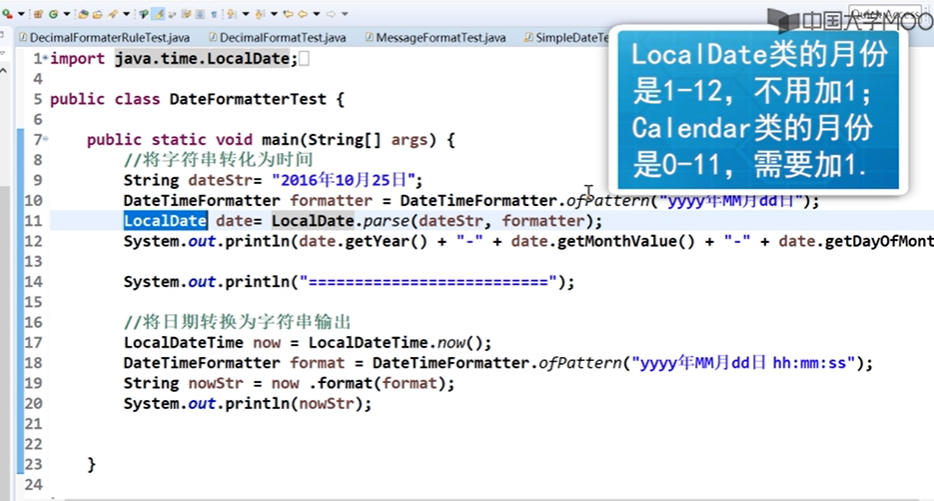 中国大学MOO
DecimalFormaterRuleTest.java DecimalFormatTest.java MessageFormatTest.java SimpleDateTe
LocalDate类的月份
是1-12，不用加1；
Calendar类的月份
是0-11，需要加1.
1 import java.time.LocalDate;
4
5 public class DateFormatterTest {
6
7 public static void main(String[] args) {
8 //将字符串转化为时间
9 String dateStr= "2016年10月25日";
10 DateTimeFormatter formatter = DateTimeFormatter.ofPattern("yyyy年MM月dd日");
11 LocalDate date= LocalDate.parse(dateStr, formatter);
12 System.out.println(date.getYear() + "-" + date.getMonthValue() + "-" + date.getDayOfMont
13
14 System.out.println("==========================");
15
16 //将日期转换为字符串输出
17 LocalDateTime now = LocalDateTime.now();
18 DateTimeFormatter format = DateTimeFormatter.ofPattern("yyyy年MM月dd日 hh:mm:ss");
19 String nowStr = now .format(format);
20 System.out.println(nowStr);
21
22
23 }
24